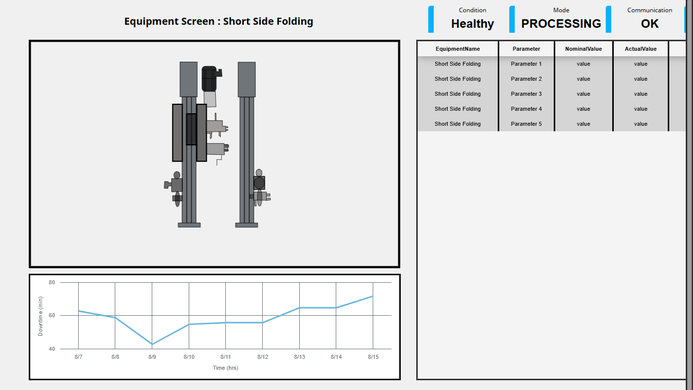 Equipment Screen : Short Side Folding
Condition
Healthy
Mode
PROCESSING
Communication
OK
EquipmentName Parameter NominalValue ActualValue
Short Side Folding Parameter 1 value value
Short Side Folding Parameter 2 value value
Short Side Folding Parameter 3 value value
Short Side Folding Parameter 4 value value
Short Side Folding Parameter 5 value value
Downtime (min)
80
60
40
8/7 8/8 8/9 8/10 8/11 8/12 8/13 8/14 8/15
Time (hrs)